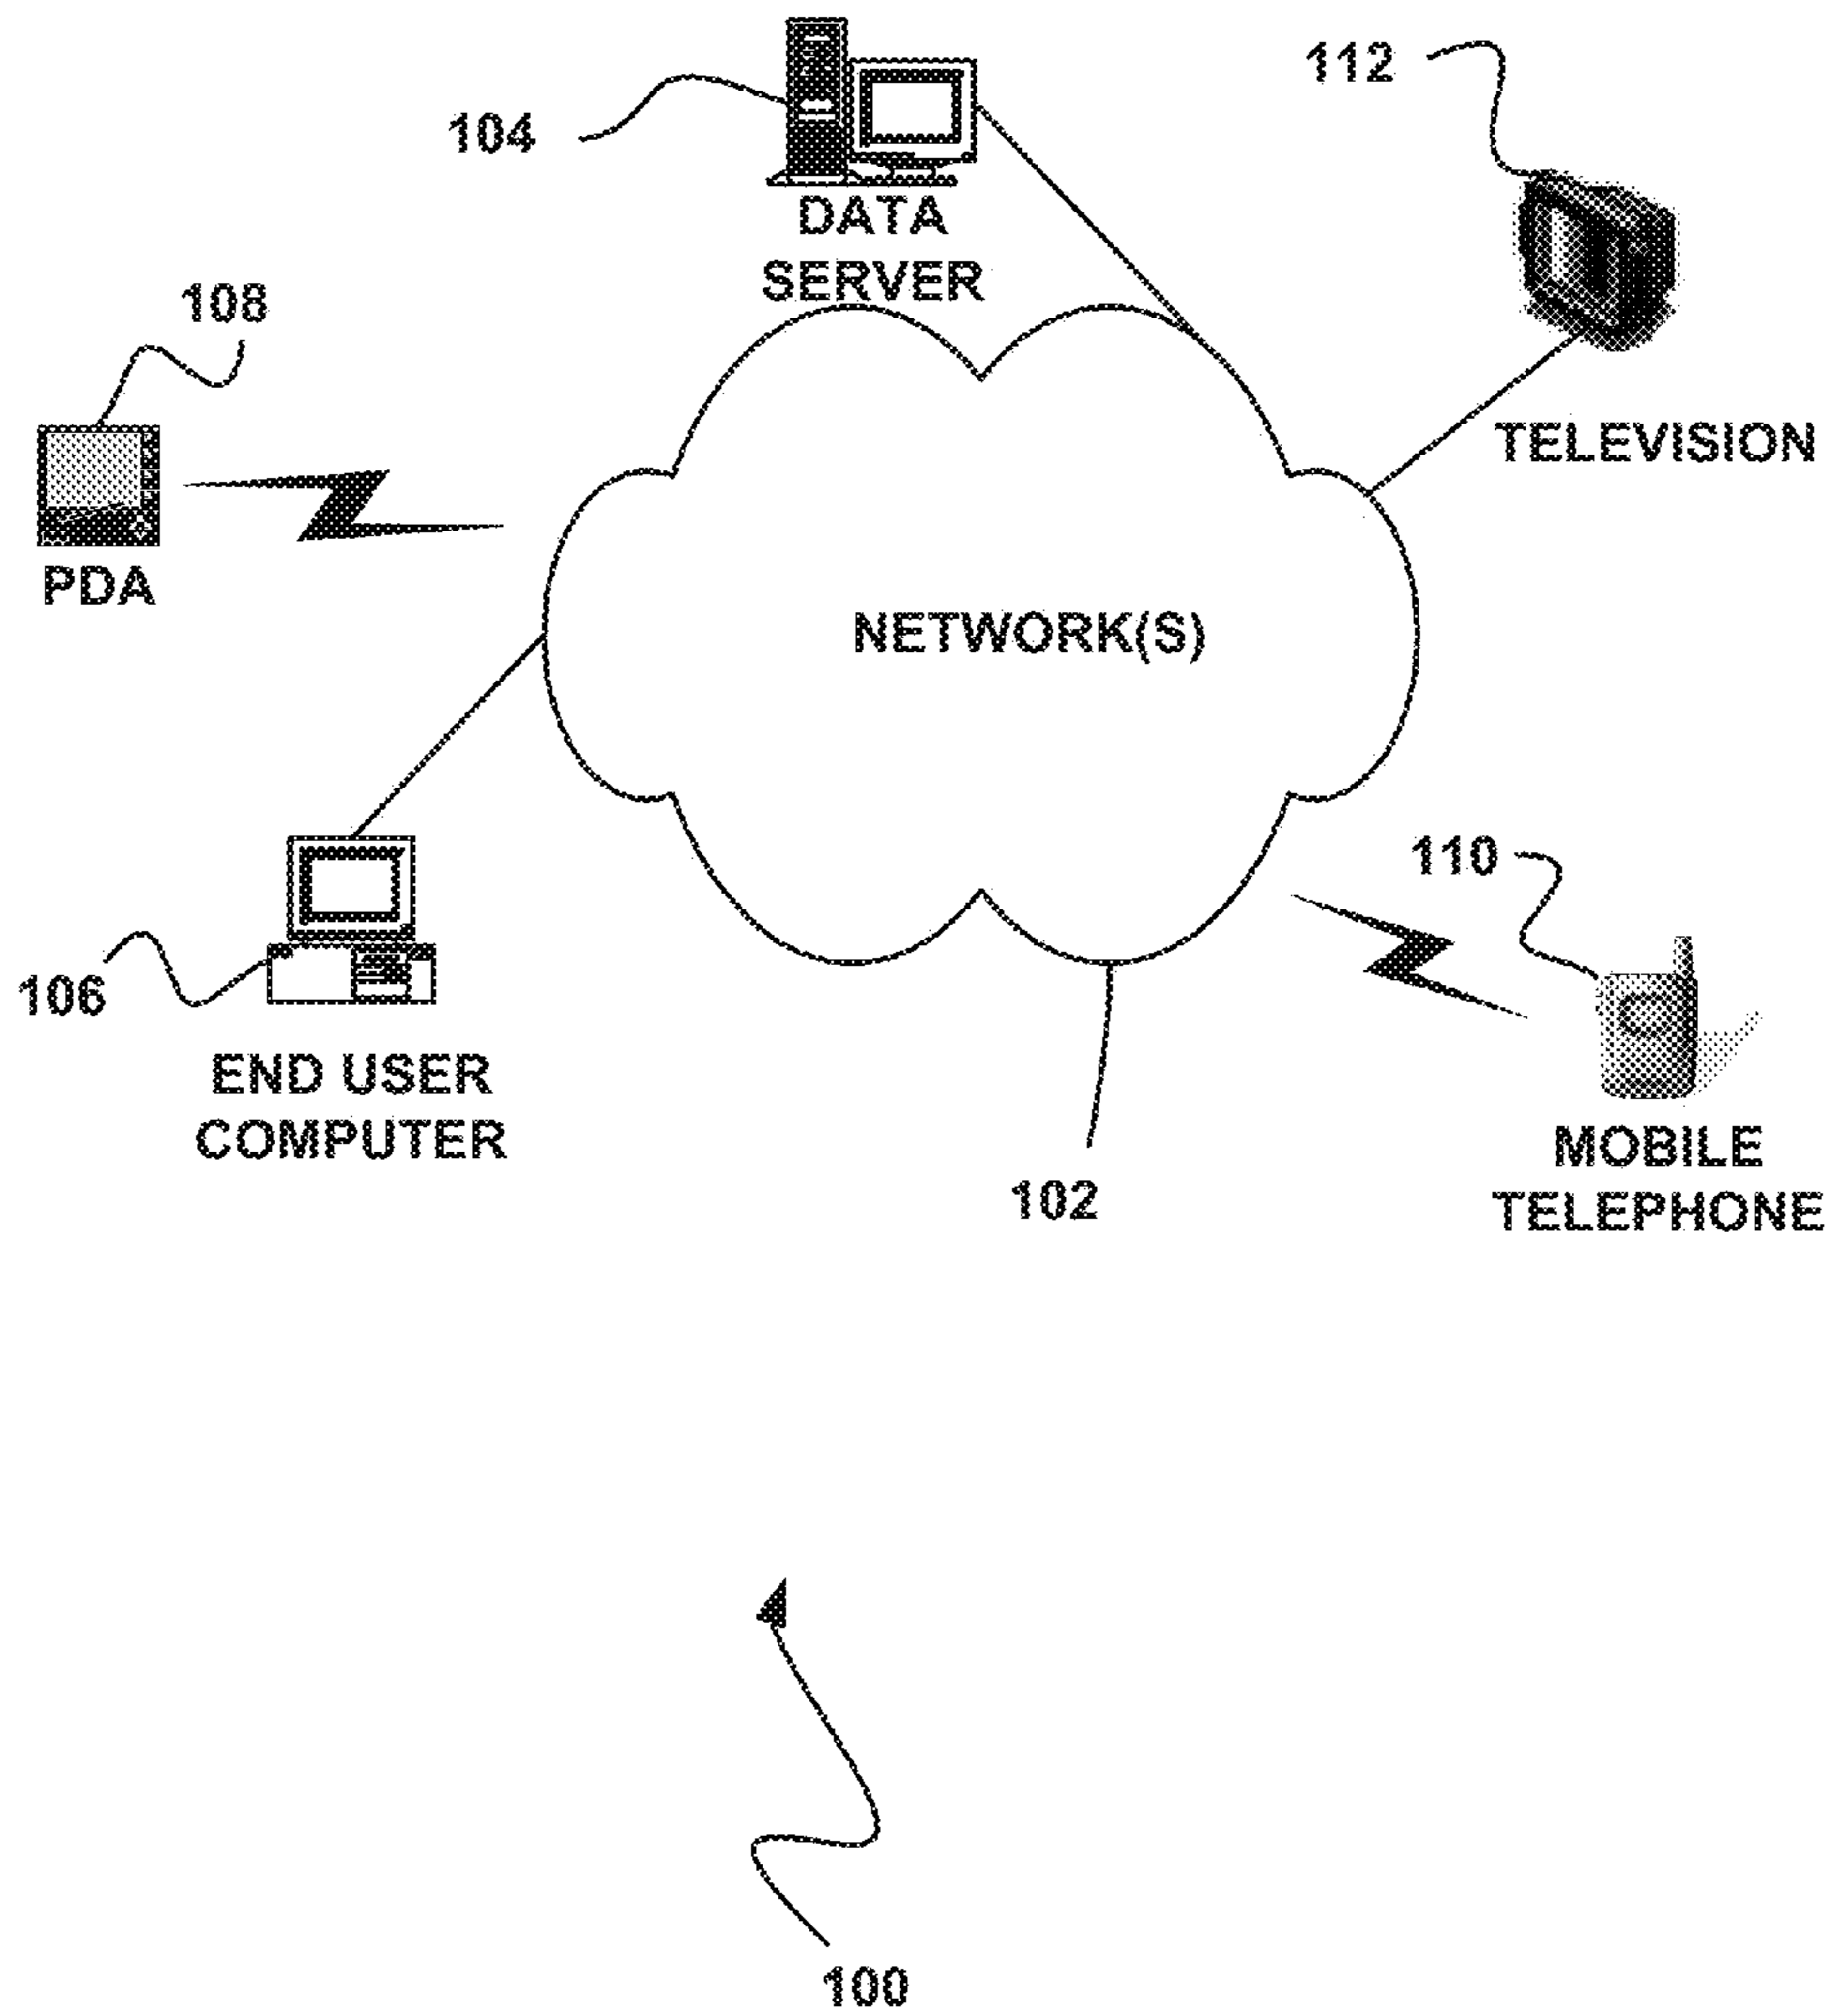 104
DATA
SERVER
112
TELEVISION
108
PDA
NETWORK(S)
106
END USER
COMPUTER
110
MOBILE
TELEPHONE
102
100